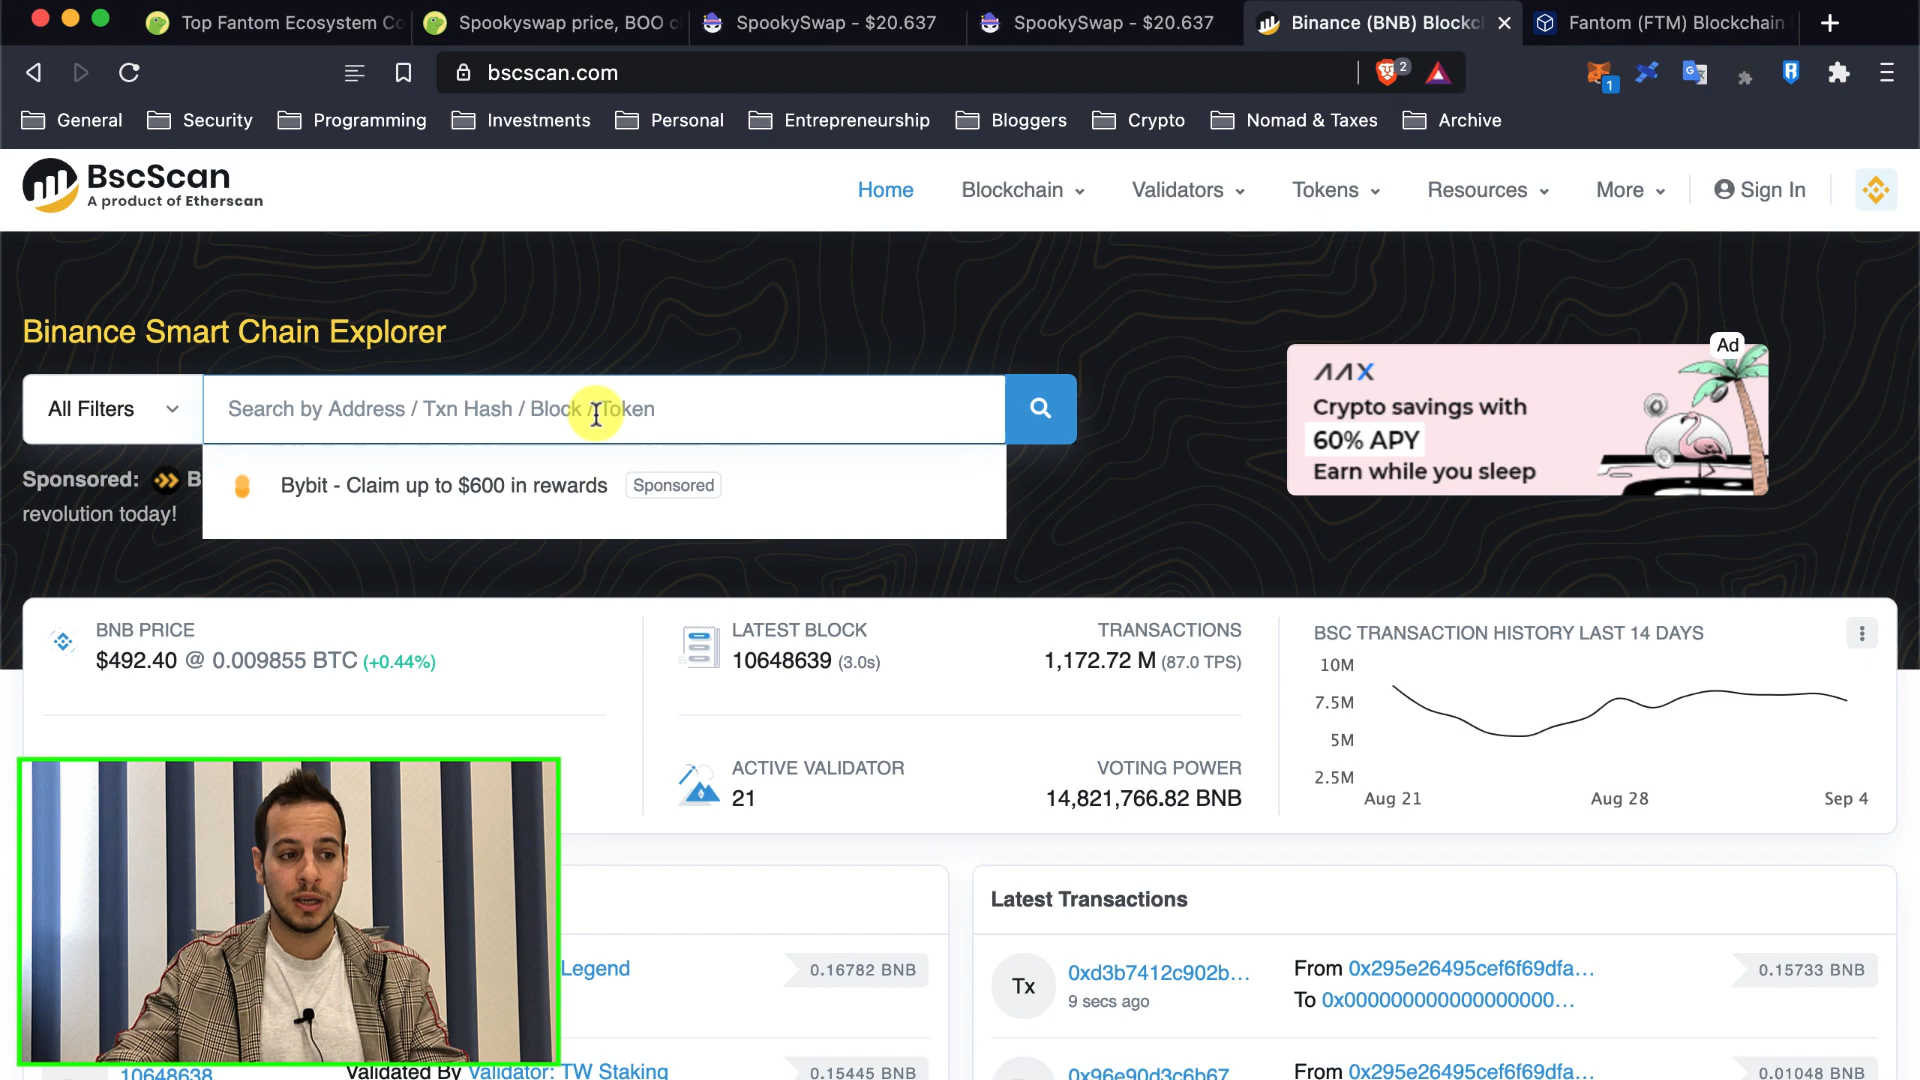 Top Fantom Ecosystem Co
Spookyswap price, BOO c
SpookySwap - $20.637
SpookySwap - $20.637
Binance (BNB) Blockc
Fantom (FTM) Blockchain
bscscan.com
2
1
General
Security
Programming
Investments
Personal
Entrepreneurship
Bloggers
Crypto
Nomad & Taxes
Archive
BscScan
A product of Etherscan
Home
Blockchain
Validators
Tokens
Resources
More
Sign In
Binance Smart Chain Explorer
All Filters
Search by Address / Txn Hash / Block / Token
Bybit - Claim up to $600 in rewards
Sponsored
Sponsored: B
revolution today!
Ad
AAX
Crypto savings with
60% APY
Earn while you sleep
BNB PRICE
$492.40 @ 0.009855 BTC (+0.44%)
LATEST BLOCK
10648639 (3.0s)
TRANSACTIONS
1,172.72 M (87.0 TPS)
ACTIVE VALIDATOR
21
VOTING POWER
14,821,766.82 BNB
BSC TRANSACTION HISTORY LAST 14 DAYS
10M
7.5M
5M
2.5M
Aug 21
Aug 28
Sep 4
Legend
0.16782 BNB
10648638
Validated By Validator: TW Staking
0.15445 BNB
Latest Transactions
Tx
0xd3b7412c902b...
9 secs ago
From 0x295e26495cef6f69dfa...
To 0x000000000000000000...
0.15733 BNB
0x96e90d3c6b67
From 0x295e26495cef6f69dfa...
0.01048 BNB